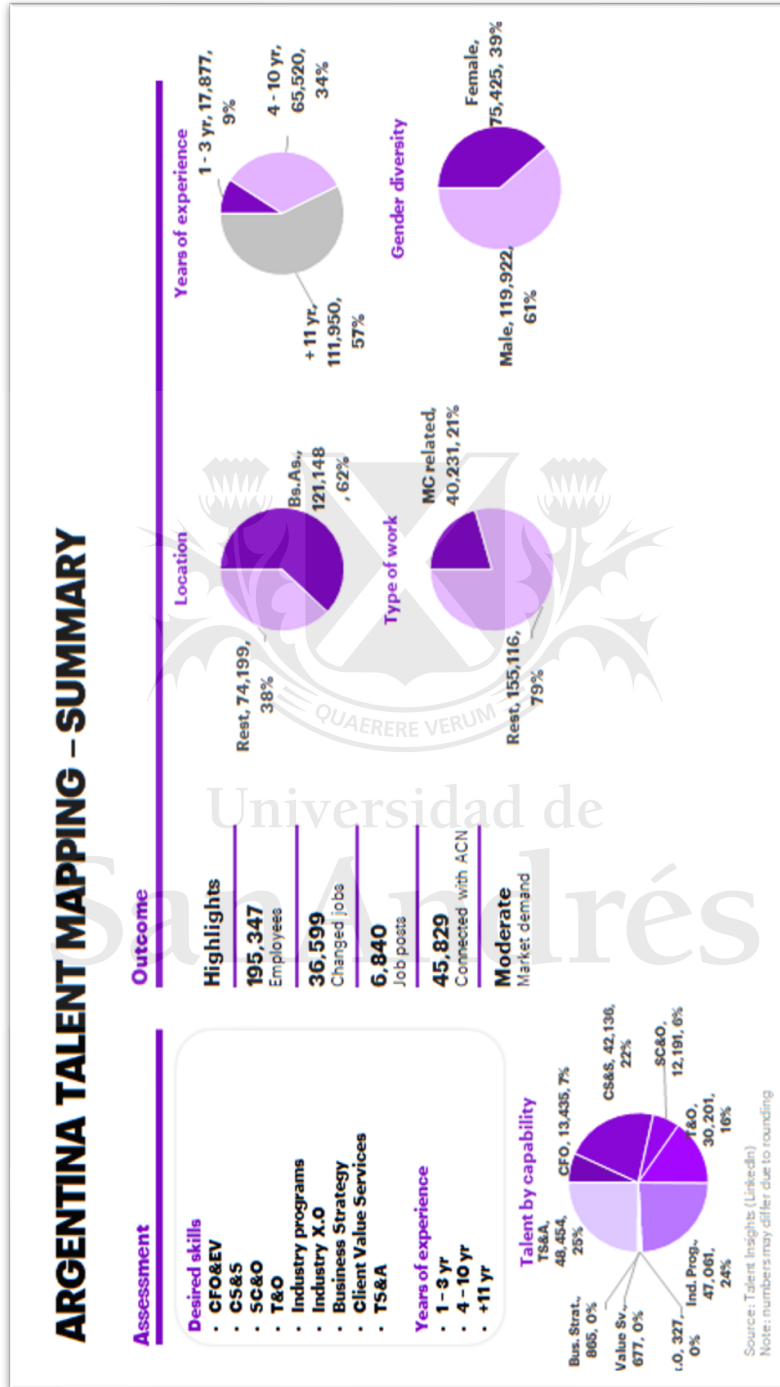 ARGENTINA TALENT MAPPING – SUMMARY
Assessment
Desired skills
• CFO&EV
• CS&S
• SC&O
• T&O
• Industry programs
• Industry X.0
• Business Strategy
• Client Value Services
• TS&A
Years of experience
• 1 – 3 yr
• 4 – 10 yr
• +11 yr
Talent by capability
TS&A,
48,454,
25%
CFO, 13,435, 7%
CS&S, 42,136,
22%
SC&O,
12,191, 6%
T&O,
30,201,
16%
Ind. Prog.,
47,061,
24%
.0, 327,
0%
Value Sv.,
677, 0%
Bus. Strat.,
865, 0%
Outcome
Highlights
195,347
Employees
36,599
Changed jobs
6,840
Job posts
45,829
Connected with ACN
Moderate
Market demand
Location
Rest, 74,199,
38%
Bs.As.,
121,148
, 62%
Type of work
MC related,
40,231, 21%
Rest, 155,116,
79%
Years of experience
1 - 3 yr, 17,877,
9%
4 - 10 yr,
65,520,
34%
+11 yr,
111,950,
57%
Gender diversity
Female,
75,425, 39%
Male, 119,922,
61%
Source: Talent Insights (LinkedIn)
Note: numbers may differ due to rounding
QUAERERE VERUM
Universidad de
SanAndrés